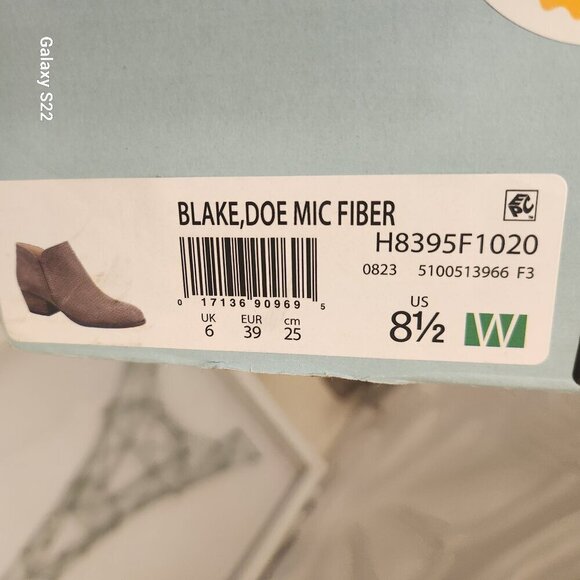 Galaxy S22
BLAKE,DOE MIC FIBER
H8395F1020
0823 5100513966 F3
0 17136 90969 5
UK EUR cm
6 39 25
US
8½ W